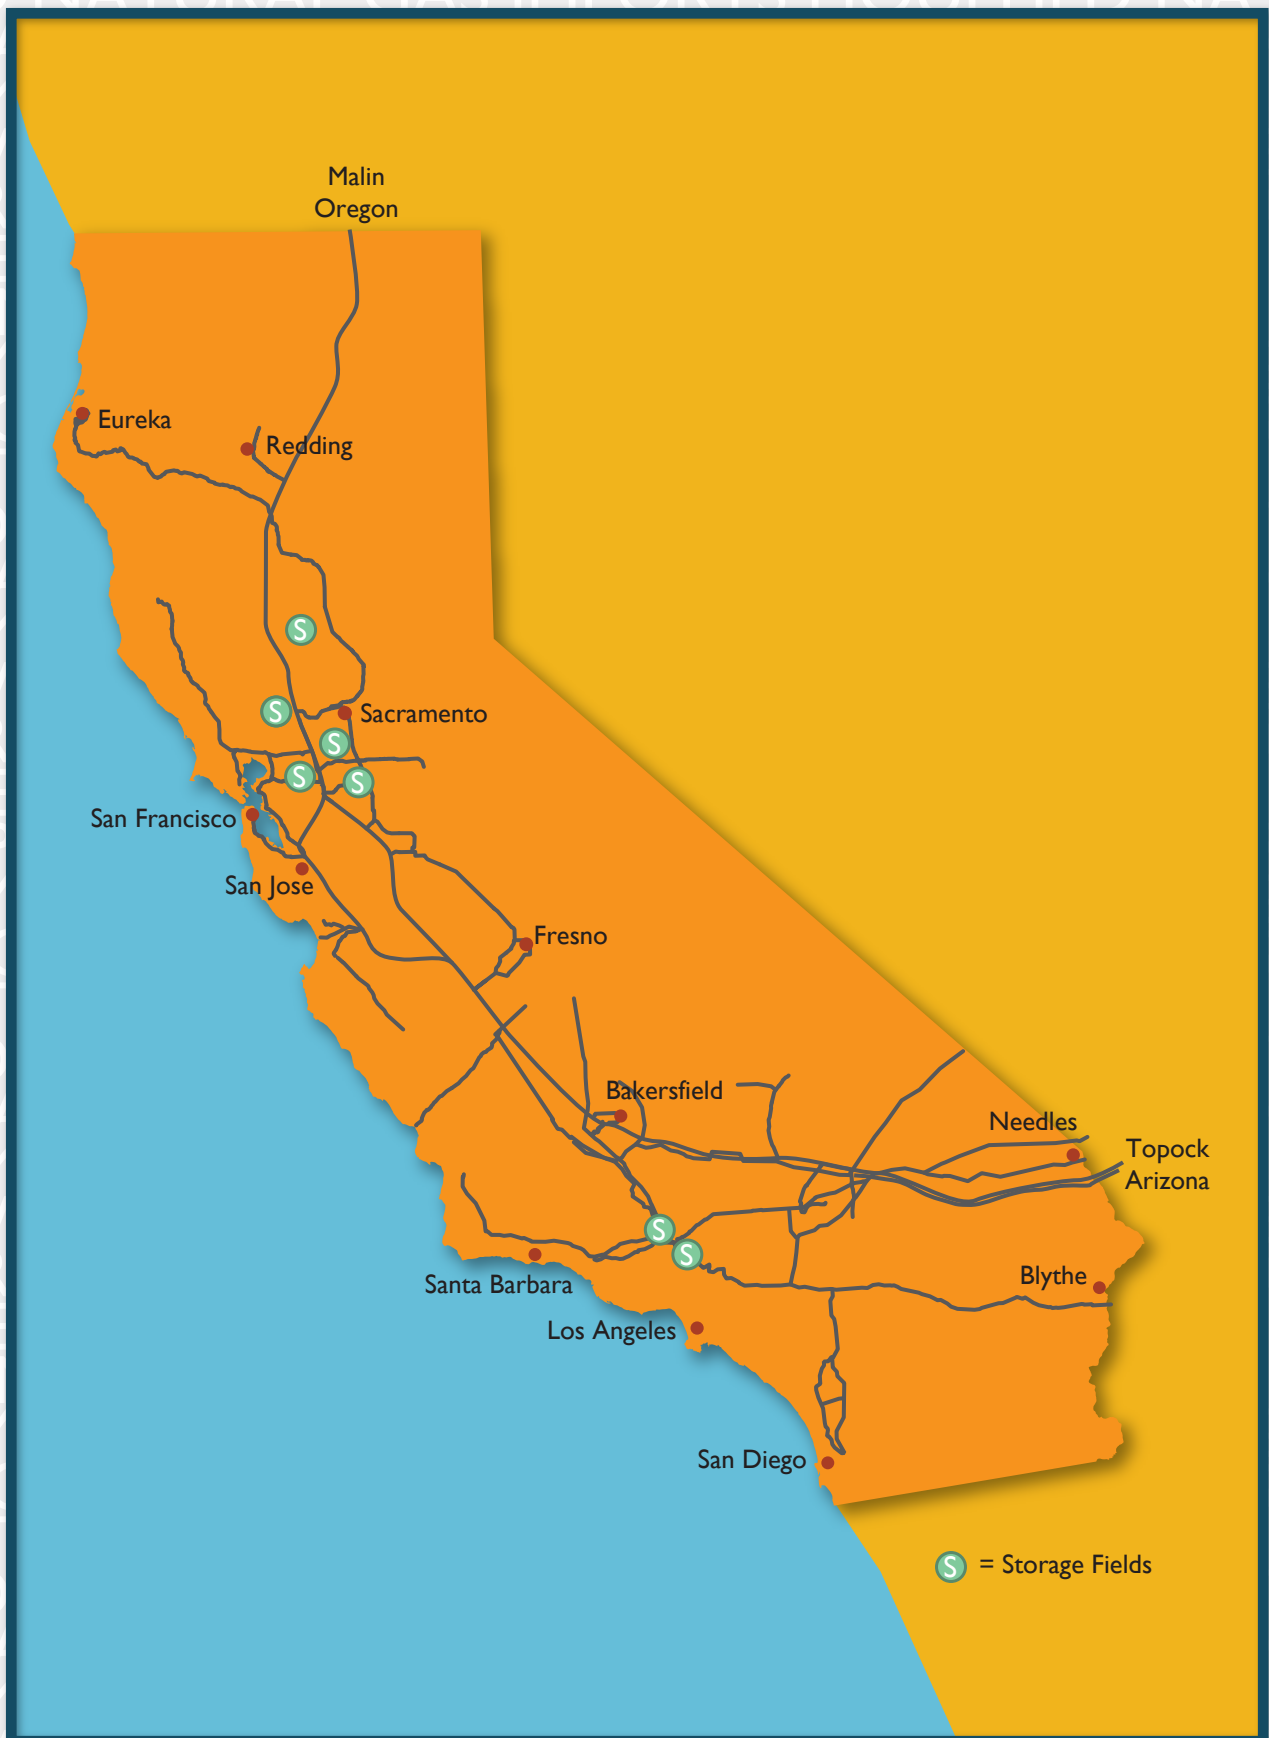 Malin
Oregon
Eureka
Redding
S
S
Sacramento
S
S
S
San Francisco
San Jose
Fresno
Bakersfield
Needles
Topock
Arizona
S
S
Santa Barbara
Blythe
Los Angeles
San Diego
S = Storage Fields